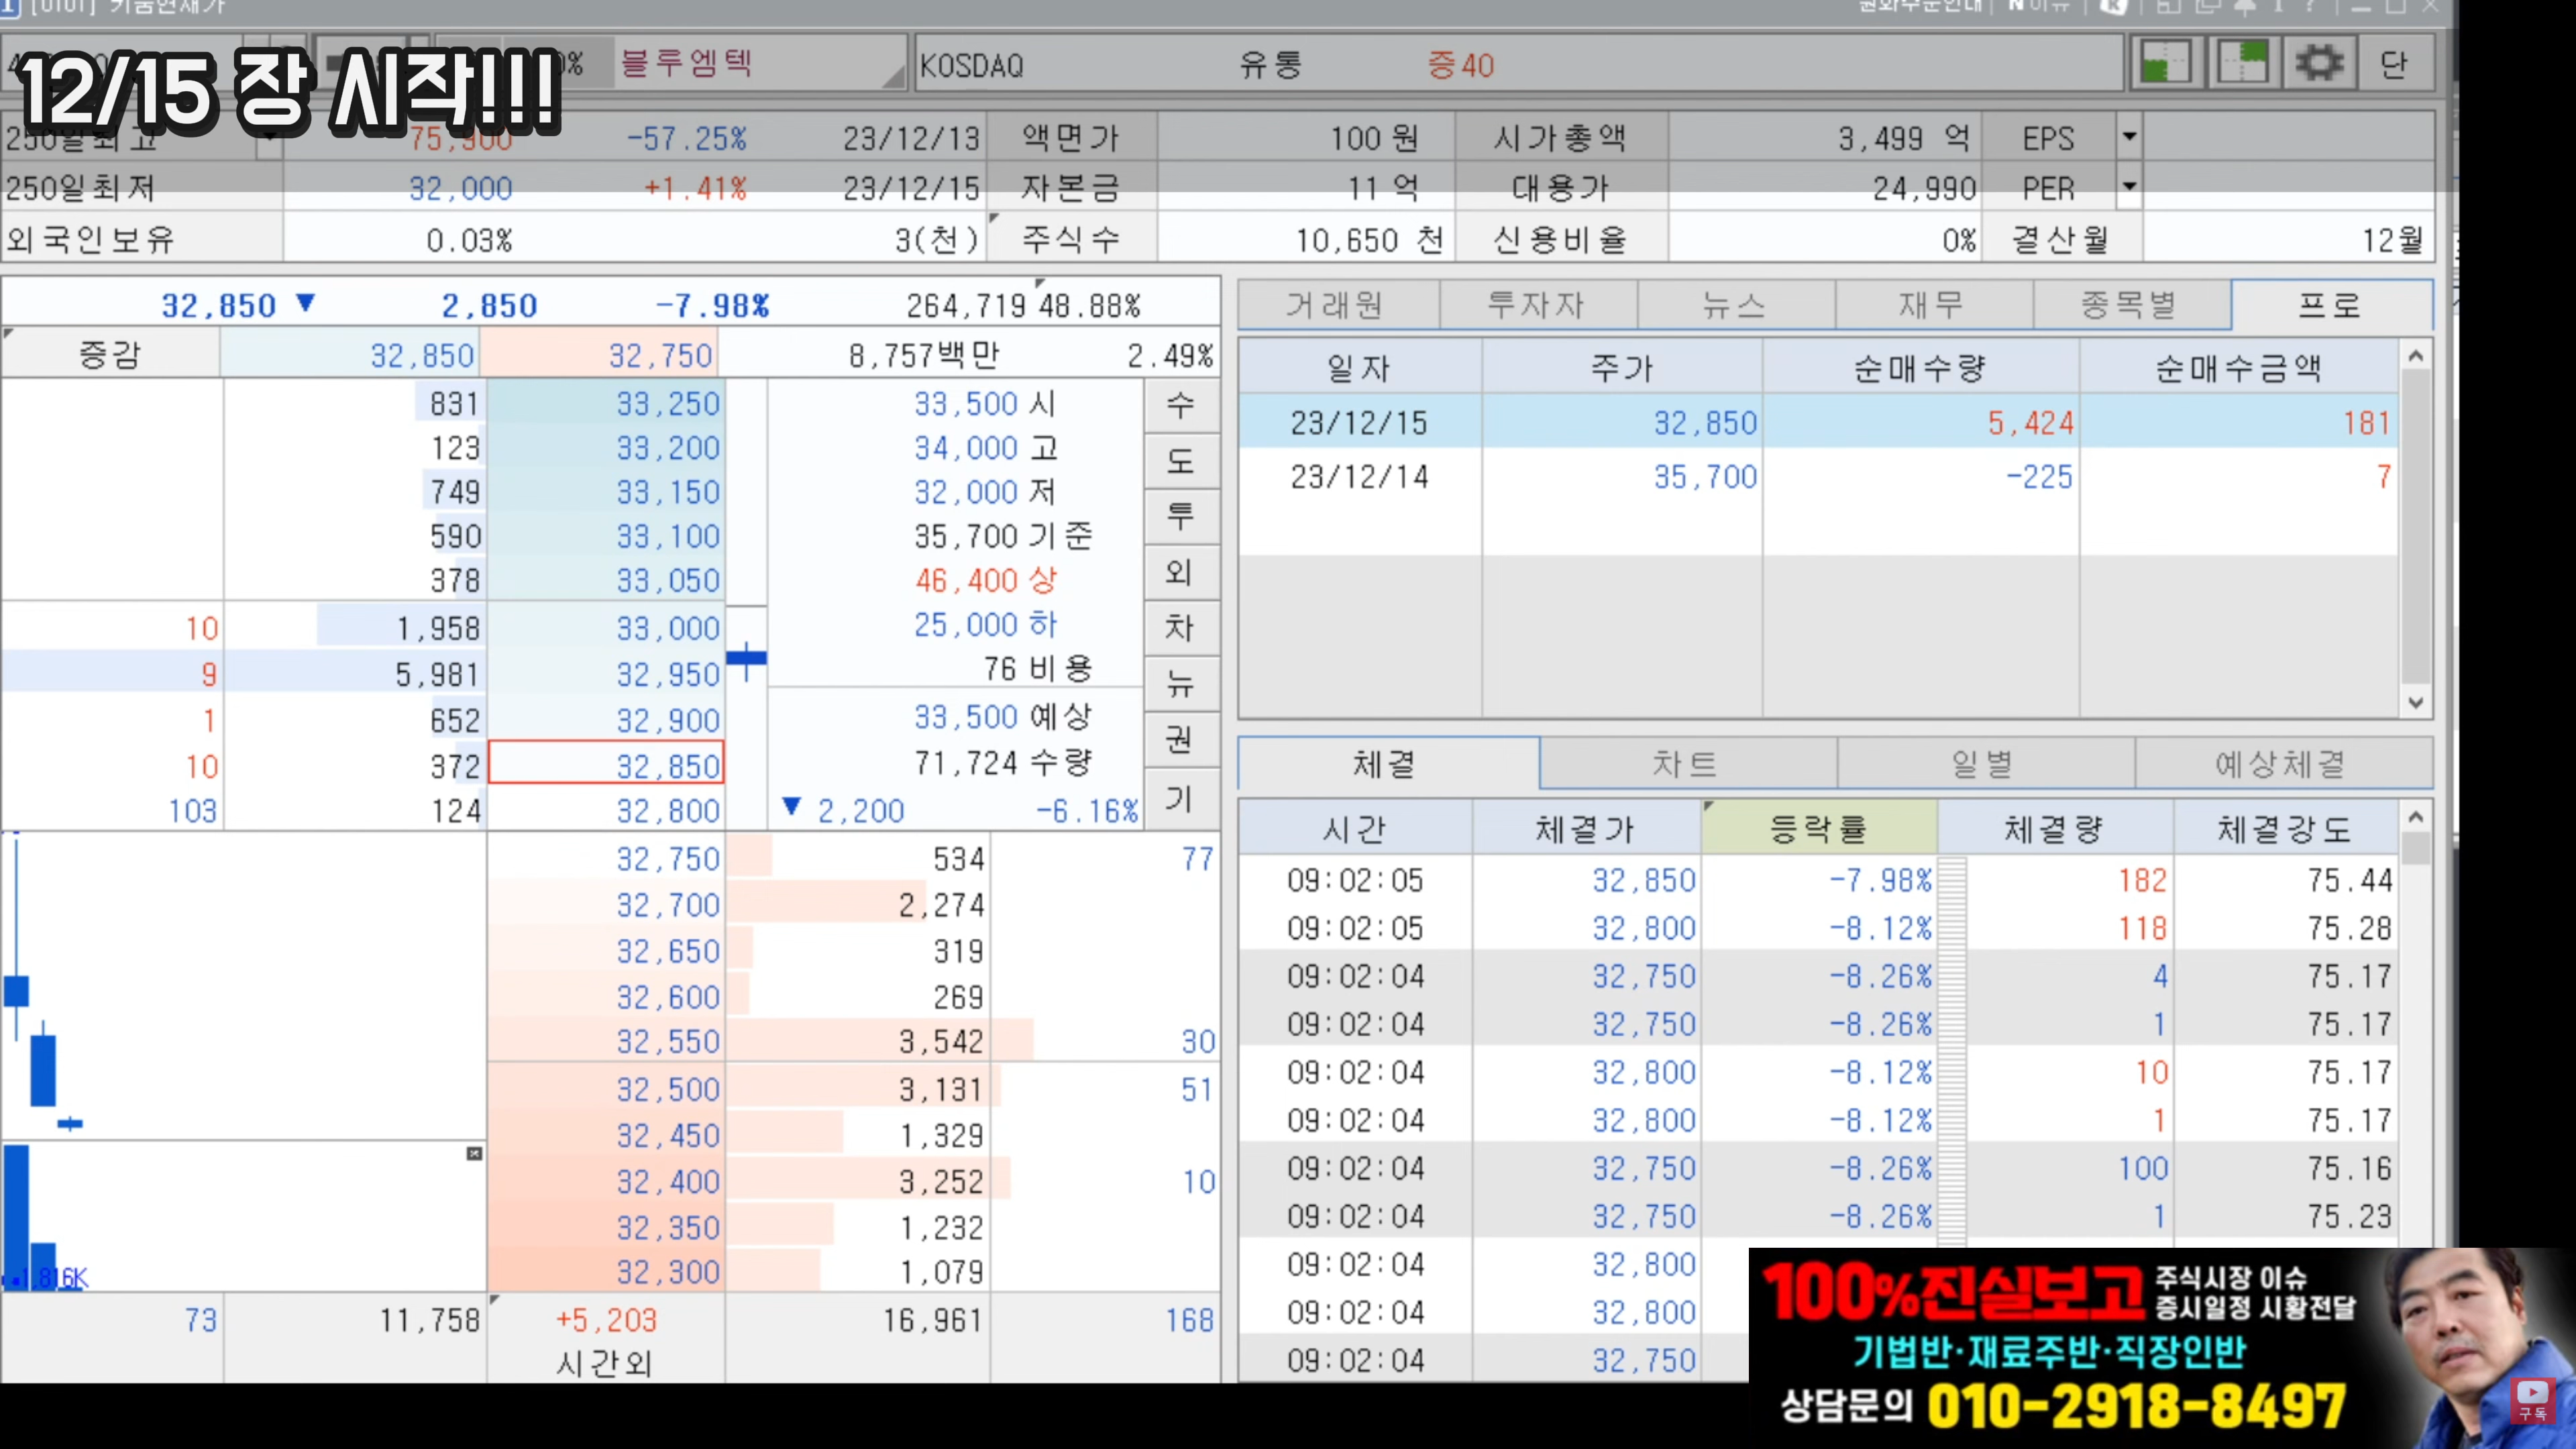 [0101] 키움현재가
12/15 장 시작!!!
블루엠텍 KOSDAQ 유통 증40 단
250일최고 75,900 -57.25% 23/12/13 액면가 100 원 시가총액 3,499 억 EPS
250일최저 32,000 +1.41% 23/12/15 자본금 11 억 대용가 24,990 PER
외국인보유 0.03% 3(천) 주식수 10,650 천 신용비율 0% 결산월 12월
32,850 ▼ 2,850 -7.98% 264,719 48.88%
증감 32,850 32,750 8,757백만 2.49%
831 33,250 33,500 시 수
123 33,200 34,000 고 도
749 33,150 32,000 저 투
590 33,100 35,700 기준
378 33,050 46,400 상 외
10 1,958 33,000 25,000 하 차
9 5,981 32,950 76 비용 뉴
1 652 32,900 33,500 예상
10 372 32,850 71,724 수량 권
103 124 32,800 ▼ 2,200 -6.16% 기
32,750 534 77
32,700 2,274
32,650 319
32,600 269
32,550 3,542 30
32,500 3,131 51
32,450 1,329
32,400 3,252 10
32,350 1,232
32,300 1,079
73 11,758 +5,203 16,961 168
시간외
거래원 투자자 뉴스 재무 종목별 프로
일자 주가 순매수량 순매수금액
23/12/15 32,850 5,424 181
23/12/14 35,700 -225 7
체결 차트 일별 예상체결
시간 체결가 등락률 체결량 체결강도
09:02:05 32,850 -7.98% 182 75.44
09:02:05 32,800 -8.12% 118 75.28
09:02:04 32,750 -8.26% 4 75.17
09:02:04 32,750 -8.26% 1 75.17
09:02:04 32,800 -8.12% 10 75.17
09:02:04 32,800 -8.12% 1 75.17
09:02:04 32,750 -8.26% 100 75.16
09:02:04 32,750 -8.26% 1 75.23
09:02:04 32,800
09:02:04 32,800
09:02:04 32,750
100%진실보고 주식시장 이슈
증시일정 시황전달
기법반·재료주반·직장인반
상담문의 010-2918-8497
구독